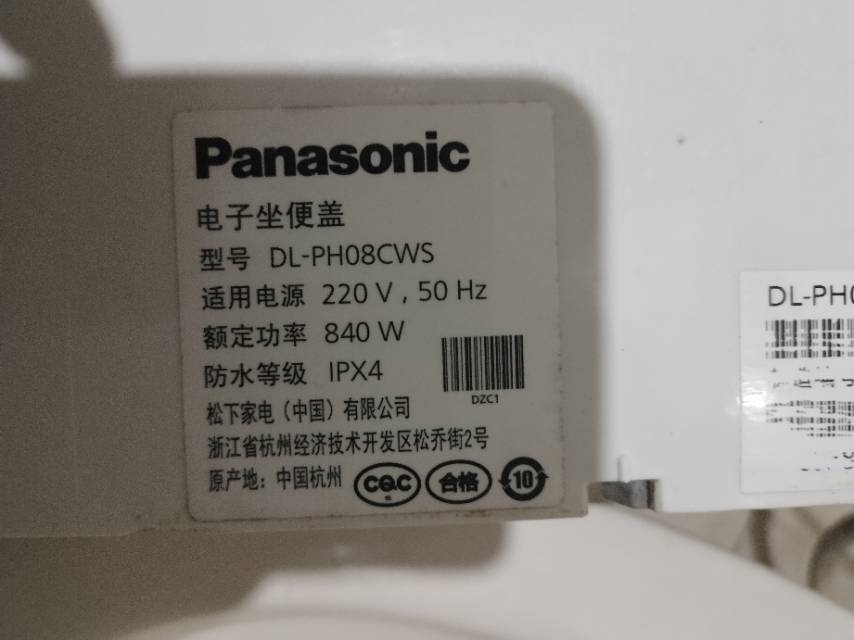 Panasonic
电子坐便盖
型号 DL-PH08CWS
适用电源 220 V , 50 Hz
额定功率 840 W
防水等级 IPX4
DZC1
松下家电（中国）有限公司
浙江省杭州经济技术开发区松乔街2号
原产地：中国杭州
CQC
合格
10
DL-PH0